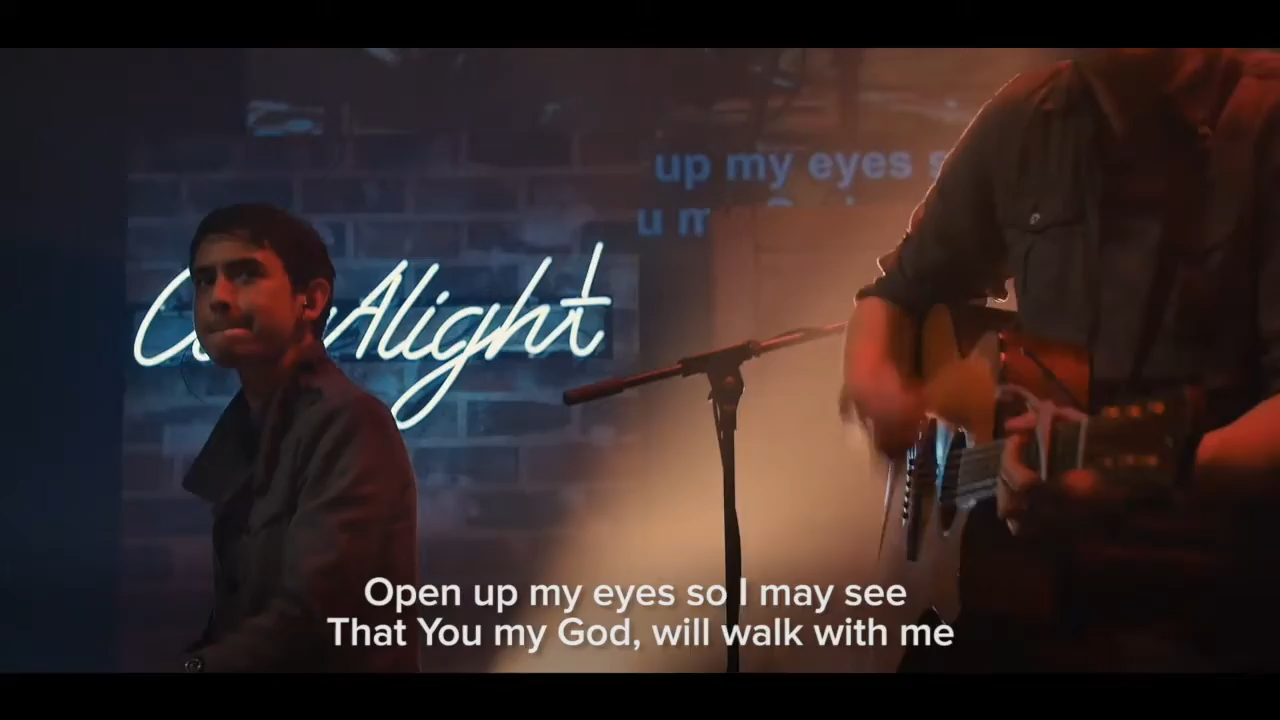 up my eyes
Alight
Open up my eyes so I may see
That You my God, will walk with me